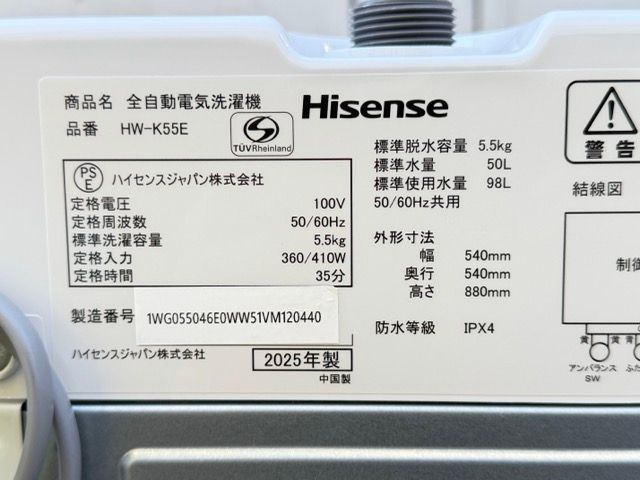 商品名 全自動電気洗濯機
品番 HW-K55E
TÜVRheinland
Hisense
PSE ハイセンスジャパン株式会社
定格電圧 100V
定格周波数 50/60Hz
標準洗濯容量 5.5kg
定格入力 360/410W
定格時間 35分
製造番号 1WG055046E0WW51VM120440
ハイセンスジャパン株式会社 2025年製
中国製
標準脱水容量 5.5kg
標準水量 50L
標準使用水量 98L
50/60Hz共用
外形寸法
幅 540mm
奥行 540mm
高さ 880mm
防水等級 IPX4
警告
結線図
制御
黄 黄 青
アンバランス ふた
SW